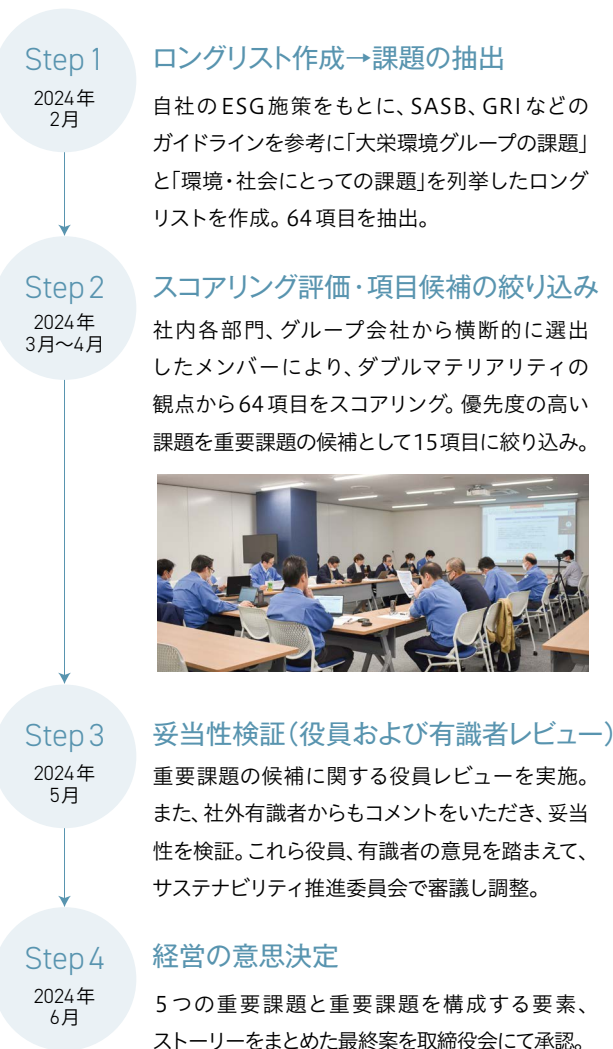 Step 1
2024年
2月
ロングリスト作成→課題の抽出
自社のESG施策をもとに、SASB、GRIなどの
ガイドラインを参考に「大栄環境グループの課題」
と「環境・社会にとっての課題」を列挙したロング
リストを作成。64項目を抽出。
Step 2
2024年
3月～4月
スコアリング評価・項目候補の絞り込み
社内各部門、グループ会社から横断的に選出
したメンバーにより、ダブルマテリアリティの
観点から64項目をスコアリング。優先度の高い
課題を重要課題の候補として15項目に絞り込み。
Step 3
2024年
5月
妥当性検証（役員および有識者レビュー）
重要課題の候補に関する役員レビューを実施。
また、社外有識者からもコメントをいただき、妥当
性を検証。これら役員、有識者の意見を踏まえて、
サステナビリティ推進委員会で審議し調整。
Step 4
2024年
6月
経営の意思決定
5つの重要課題と重要課題を構成する要素、
ストーリーをまとめた最終案を取締役会にて承認。